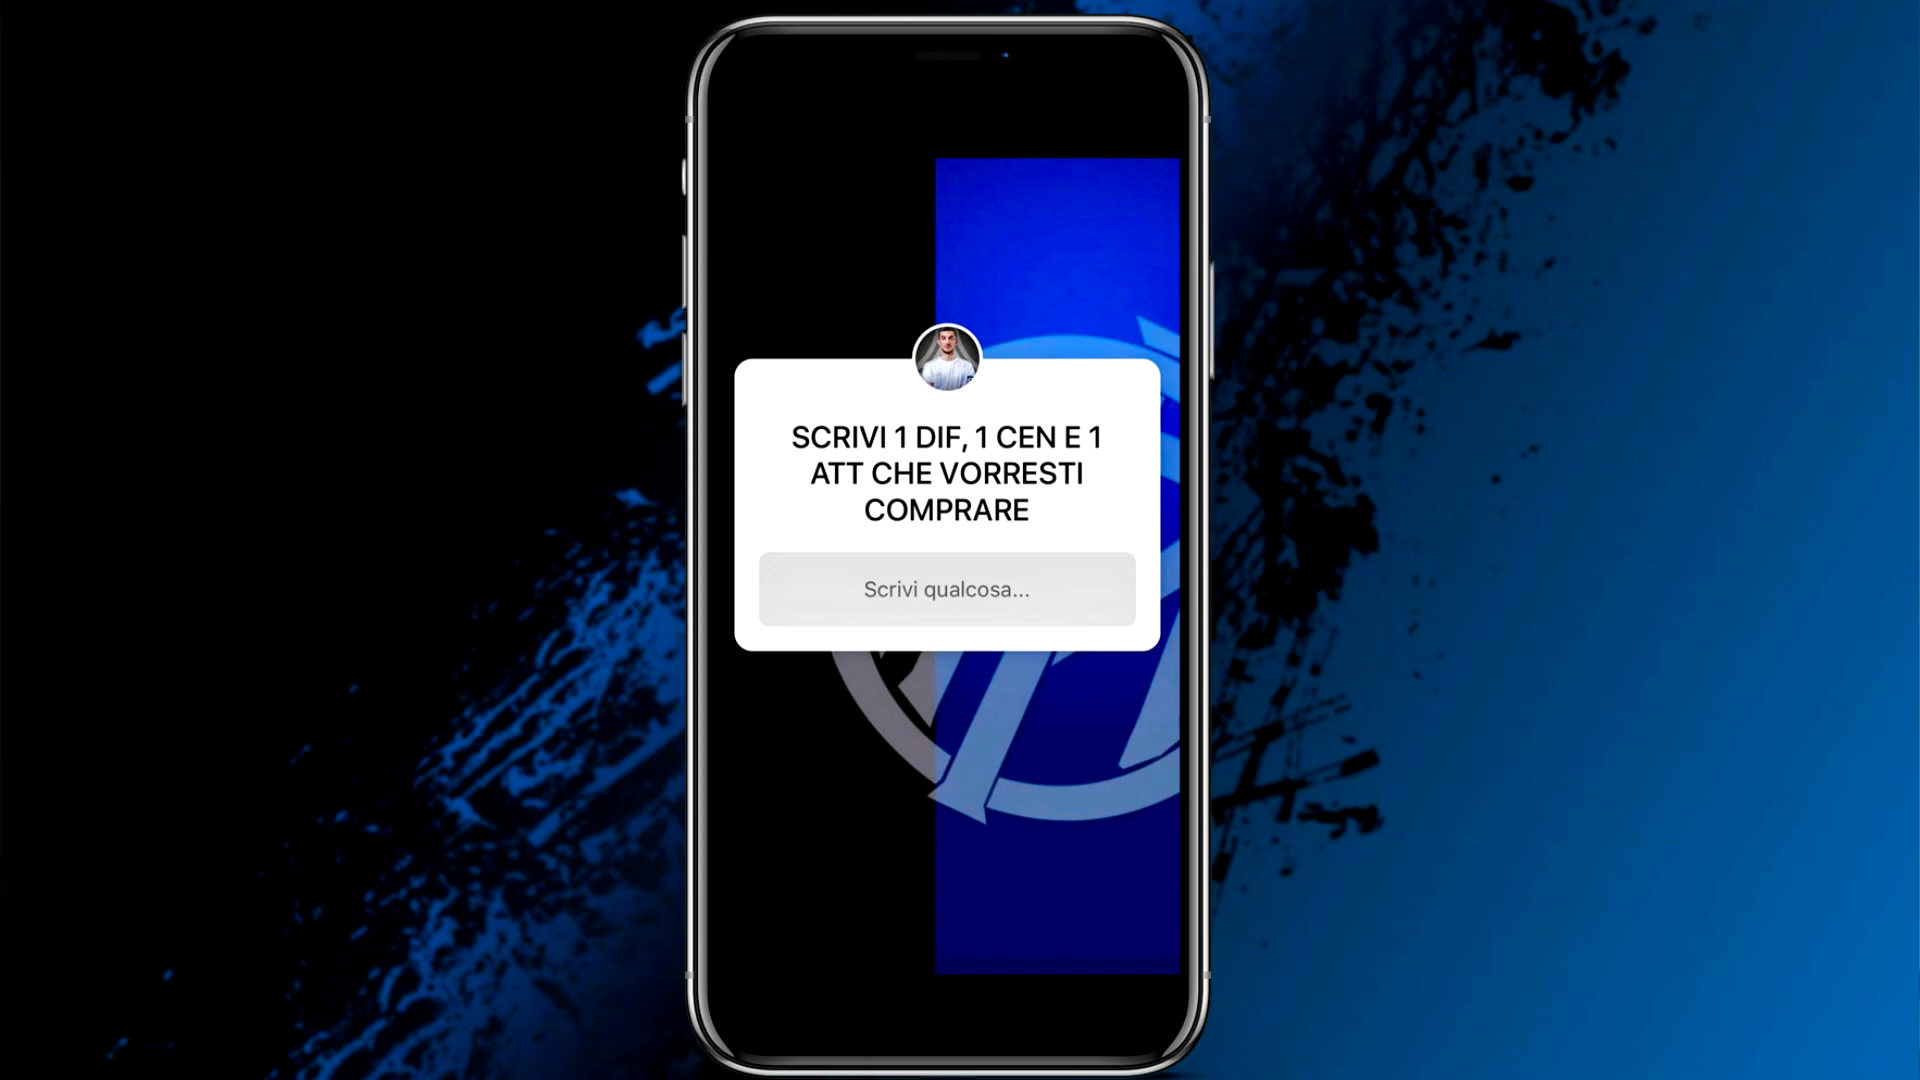 SCRIVI 1 DIF, 1 CEN E 1
ATT CHE VORRESTI
COMPRARE
Scrivi qualcosa...